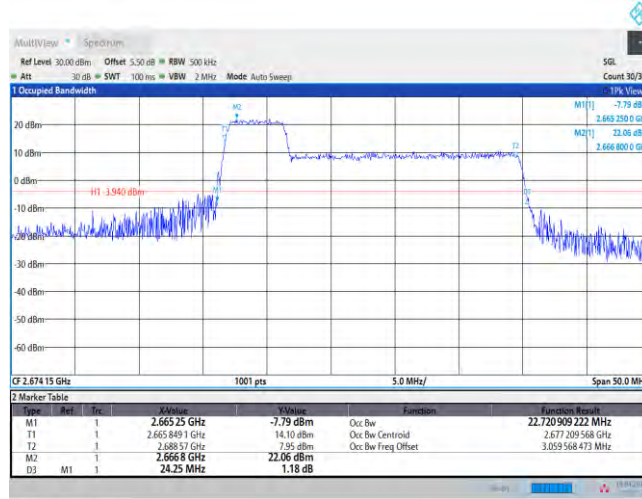 MultiView Spectrum
Ref Level 30.00 dBm Offset 5.50 dB RBW 500 kHz SGL
Att 30 dB SWT 100 ms VBW 2 MHz Mode Auto Sweep Count 30/3
1 Occupied Bandwidth 1Pk View
M1[1] -7.79 dB
2.665 250 0 G
M2[1] 22.06 dB
2.666 800 0 G
M2
20 dBm
T1
T2
10 dBm
0 dBm
H1 -3.940 dBm
M1
D3
-10 dBm
-20 dBm
-30 dBm
-40 dBm
-50 dBm
-60 dBm
CF 2.674 15 GHz 1001 pts 5.0 MHz/ Span 50.0 MH
2 Marker Table
Type Ref Trc X-Value Y-Value Function Function Result
M1 1 2.665 25 GHz -7.79 dBm Occ Bw 22.720 909 222 MHz
T1 1 2.665 849 1 GHz 14.10 dBm Occ Bw Centroid 2.677 209 568 GHz
T2 1 2.688 57 GHz 7.95 dBm Occ Bw Freq Offset 3.059 568 473 MHz
M2 1 2.666 8 GHz 22.06 dBm
D3 M1 1 24.25 MHz 1.18 dB